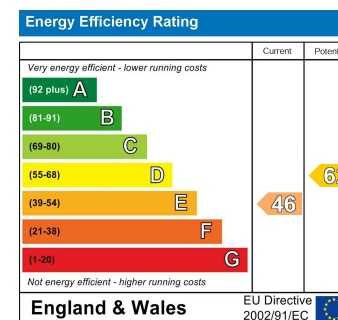 Energy Efficiency Rating
Current
Very energy efficient - lower running costs
(92 plus) A
(81-91) B
(69-80) C
(55-68) D
(39-54) E
46
(21-38) F
(1-20) G
Not energy efficient - higher running costs
England & Wales
EU Directive
2002/91/EC